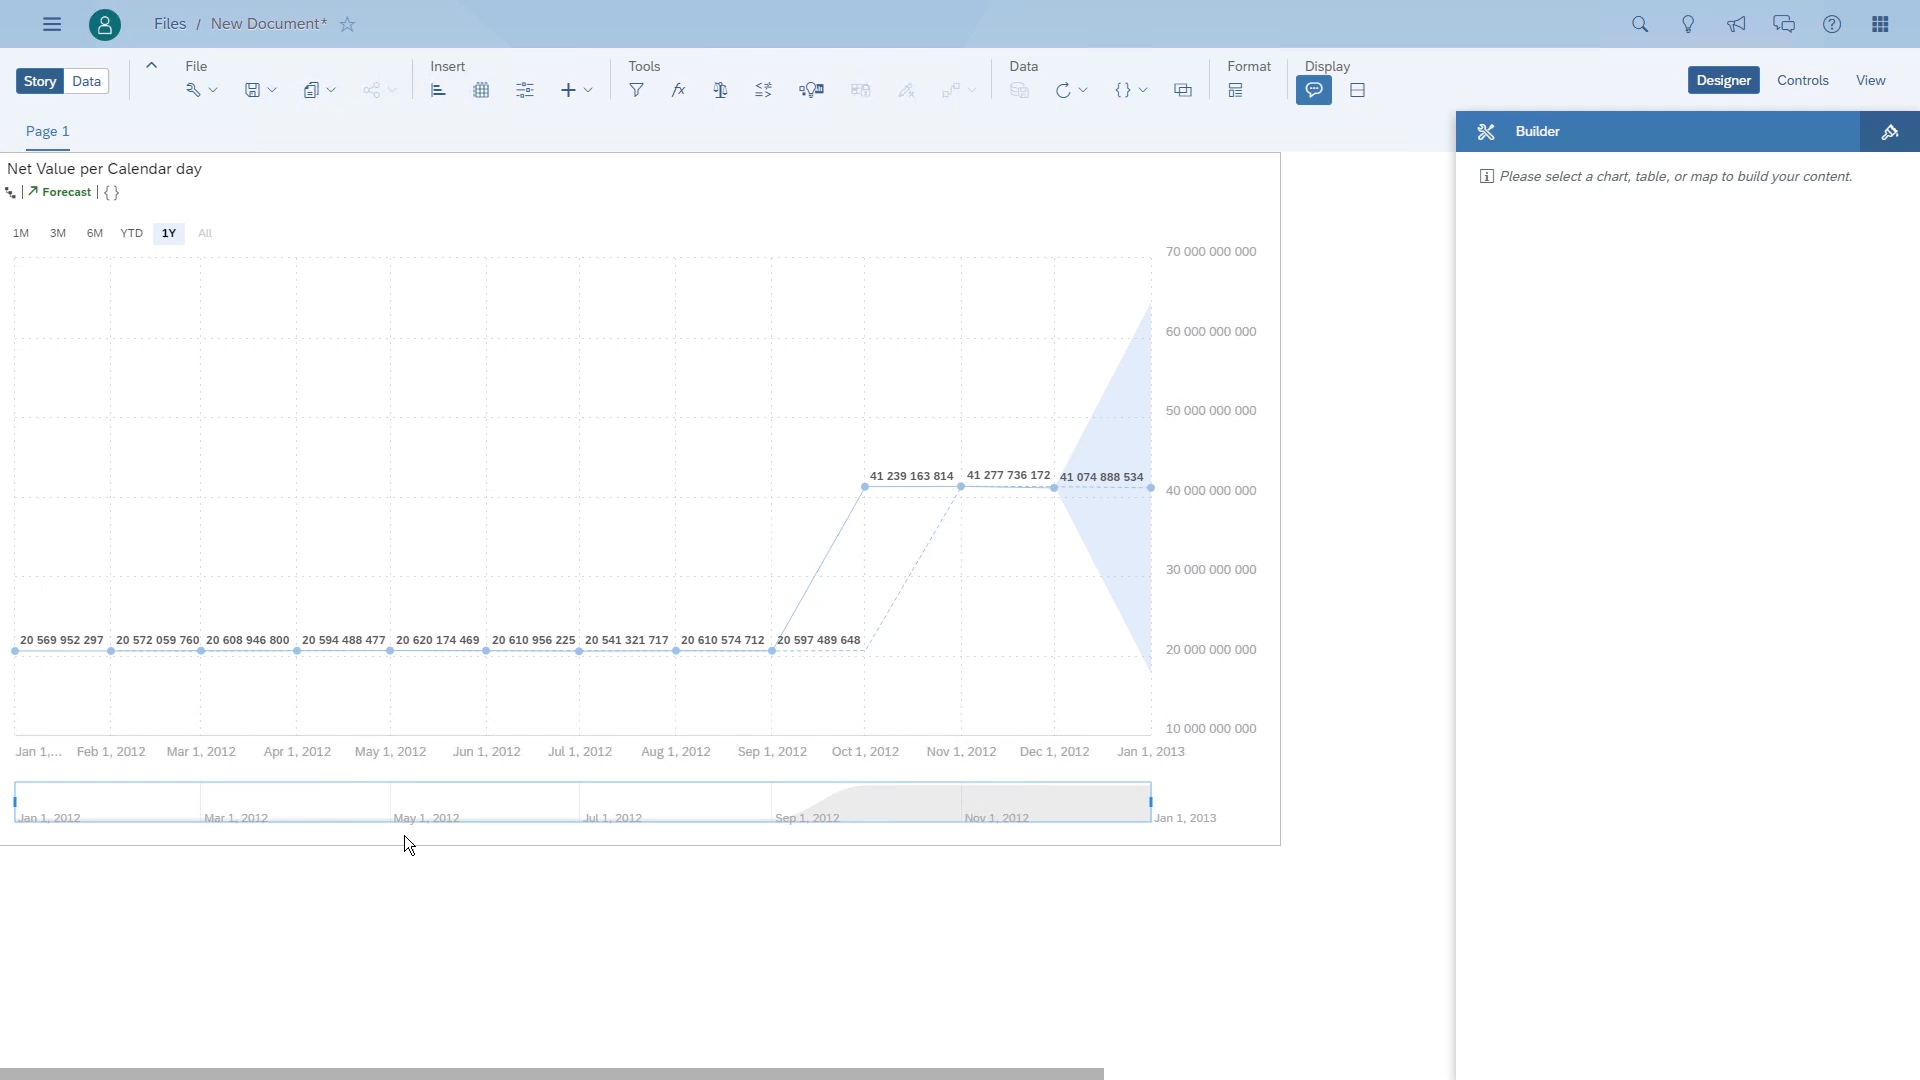 Files / New Document*
Story Data
File Insert Tools Data Format Display
Designer Controls View
fx
Page 1
Builder
Please select a chart, table, or map to build your content.
Net Value per Calendar day
Forecast
1M 3M 6M YTD 1Y All
70 000 000 000
60 000 000 000
50 000 000 000
40 000 000 000
30 000 000 000
20 000 000 000
10 000 000 000
41 239 163 814 41 277 736 172 41 074 888 534
20 569 952 297 20 572 059 760 20 608 946 800 20 594 488 477 20 620 174 469 20 610 956 225 20 541 321 717 20 610 574 712 20 597 489 648
Jan 1,... Feb 1, 2012 Mar 1, 2012 Apr 1, 2012 May 1, 2012 Jun 1, 2012 Jul 1, 2012 Aug 1, 2012 Sep 1, 2012 Oct 1, 2012 Nov 1, 2012 Dec 1, 2012 Jan 1, 2013
Jan 1, 2012 Mar 1, 2012 May 1, 2012 Jul 1, 2012 Sep 1, 2012 Nov 1, 2012 Jan 1, 2013